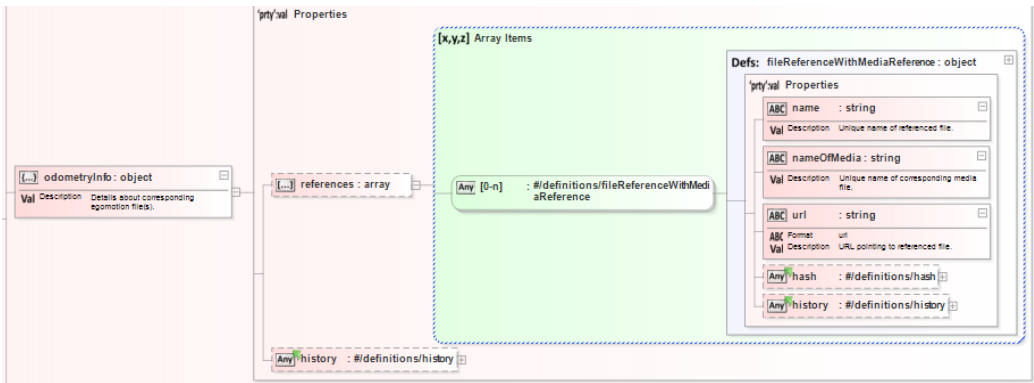 'prty':val Properties
[x,y,z] Array Items
Defs: fileReferenceWithMediaReference : object
'prty':val Properties
ABC name : string
Val Description Unique name of referenced file.
ABC nameOfMedia : string
Val Description Unique name of corresponding media
file.
ABC url : string
ABC Format url
Val Description URL pointing to referenced file.
Any hash : #/definitions/hash
Any history : #/definitions/history
{...} odometryInfo : object
Val Description Details about corresponding
egomotion file(s).
[...] references : array
Any [0-n] : #/definitions/fileReferenceWithMedi
aReference
Any history : #/definitions/history